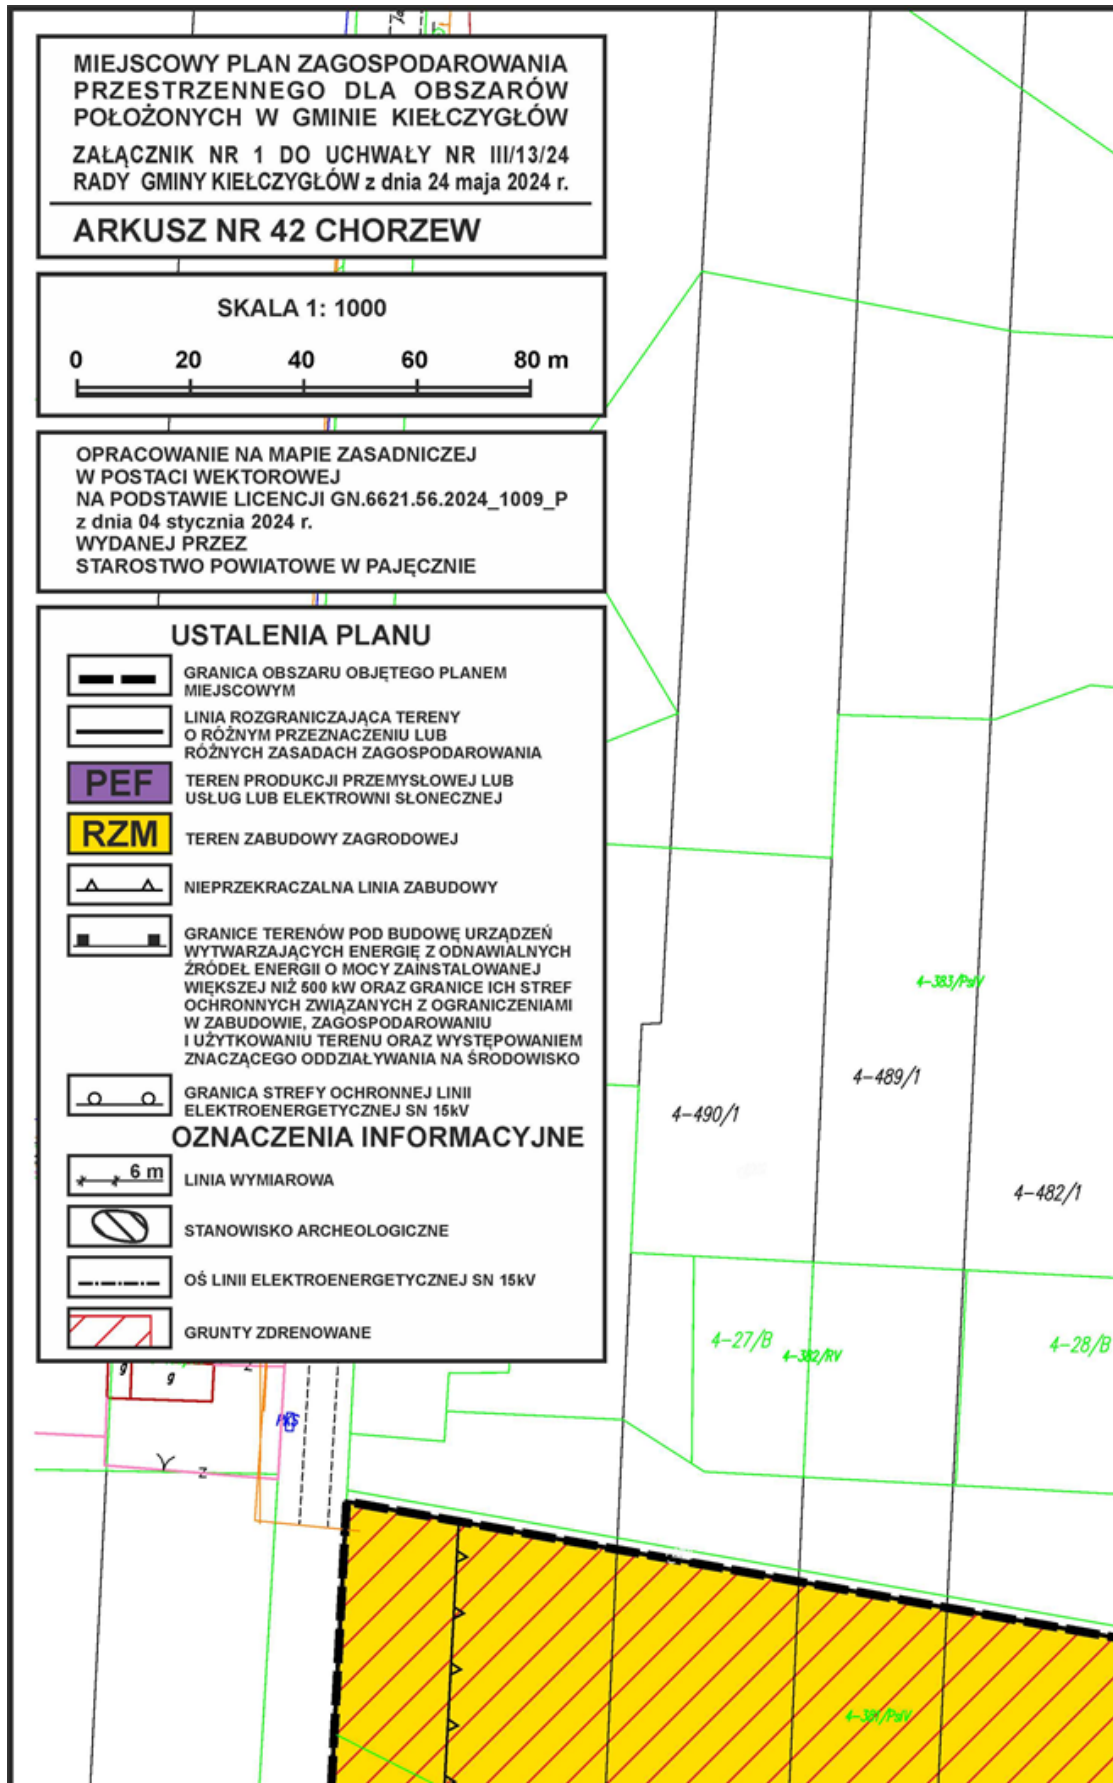 MIEJSCOWY PLAN ZAGOSPODAROWANIA
PRZESTRZENNEGO DLA OBSZARÓW
POŁOŻONYCH W GMINIE KIEŁCZYGŁÓW
ZAŁĄCZNIK NR 1 DO UCHWAŁY NR III/13/24
RADY GMINY KIEŁCZYGŁÓW z dnia 24 maja 2024 r.
ARKUSZ NR 42 CHORZEW
SKALA 1: 1000
0 20 40 60 80 m
OPRACOWANIE NA MAPIE ZASADNICZEJ
W POSTACI WEKTOROWEJ
NA PODSTAWIE LICENCJI GN.6621.56.2024_1009_P
z dnia 04 stycznia 2024 r.
WYDANEJ PRZEZ
STAROSTWO POWIATOWE W PAJĘCZNIE
USTALENIA PLANU
GRANICA OBSZARU OBJĘTEGO PLANEM
MIEJSCOWYM
LINIA ROZGRANICZAJĄCA TERENY
O RÓŻNYM PRZEZNACZENIU LUB
RÓŻNYCH ZASADACH ZAGOSPODAROWANIA
PEF
TEREN PRODUKCJI PRZEMYSŁOWEJ LUB
USŁUG LUB ELEKTROWNI SŁONECZNEJ
RZM
TEREN ZABUDOWY ZAGRODOWEJ
NIEPRZEKRACZALNA LINIA ZABUDOWY
GRANICE TERENÓW POD BUDOWĘ URZĄDZEŃ
WYTWARZAJĄCYCH ENERGIĘ Z ODNAWIALNYCH
ŹRÓDEŁ ENERGII O MOCY ZAINSTALOWANEJ
WIĘKSZEJ NIŻ 500 kW ORAZ GRANICE ICH STREF
OCHRONNYCH ZWIĄZANYCH Z OGRANICZENIAMI
W ZABUDOWIE, ZAGOSPODAROWANIU
I UŻYTKOWANIU TERENU ORAZ WYSTĘPOWANIEM
ZNACZĄCEGO ODDZIAŁYWANIA NA ŚRODOWISKO
GRANICA STREFY OCHRONNEJ LINII
ELEKTROENERGETYCZNEJ SN 15kV
OZNACZENIA INFORMACYJNE
6 m
LINIA WYMIAROWA
STANOWISKO ARCHEOLOGICZNE
OŚ LINII ELEKTROENERGETYCZNEJ SN 15kV
GRUNTY ZDRENOWANE
4-383/PsIV
4-489/1
4-490/1
4-482/1
4-27/B
4-382/RV
4-28/B
g
g
z
PKS
z
4-381/PsIV